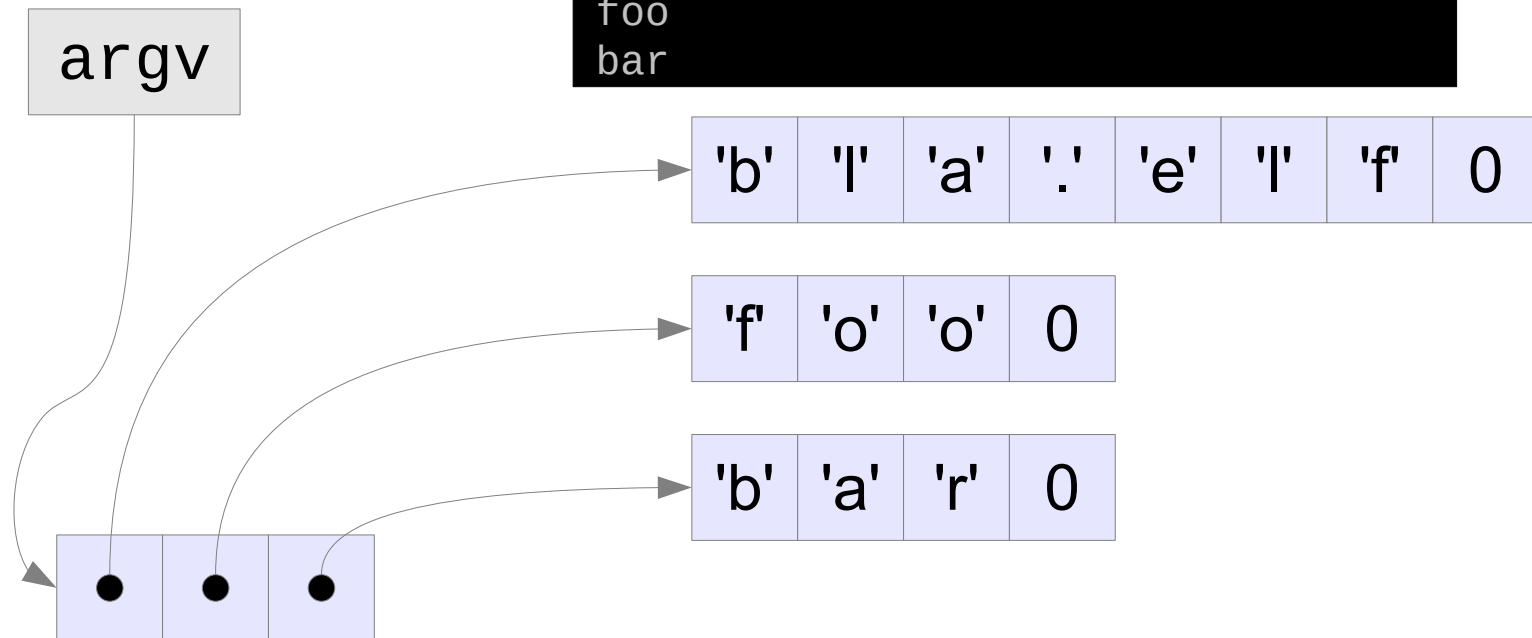 argv
foo
bar
'b' 'l' 'a' '.' 'e' 'l' 'f' 0
'f' 'o' 'o' 0
'b' 'a' 'r' 0